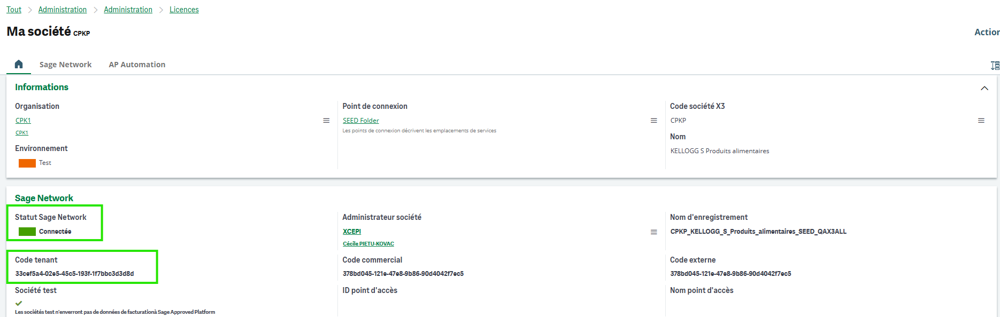 Tout > Administration > Administration > Licences
Ma société CPKP
Action
Sage Network AP Automation
Informations
Organisation
CPK1
CPK1
Environnement
Test
Point de connexion
SEED Folder
Les points de connexion décrivent les emplacements de services
Code société X3
CPKP
Nom
KELLOGG S Produits alimentaires
Sage Network
Statut Sage Network
Connectée
Administrateur société
XCEPI
Cécile PIETU-KOVAC
Nom d'enregistrement
CPKP_KELLOGG_S_Produits_alimentaires_SEED_QAX3ALL
Code tenant
33cef5a4-02e5-45c5-193f-1f7bbc3d3d8d
Code commercial
378bd045-121e-47e8-9b86-90d4042f7ec5
Code externe
378bd045-121e-47e8-9b86-90d4042f7ec5
Société test
Les sociétés test n'enverront pas de données de facturationà Sage Approved Platform
ID point d'accès
Nom point d'accès